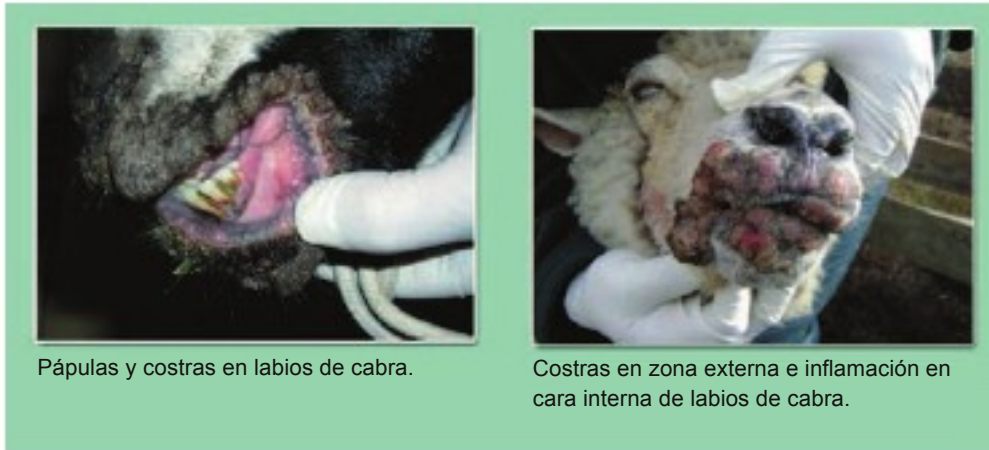 Pápulas y costras en labios de cabra.
Costras en zona externa e inflamación en
cara interna de labios de cabra.